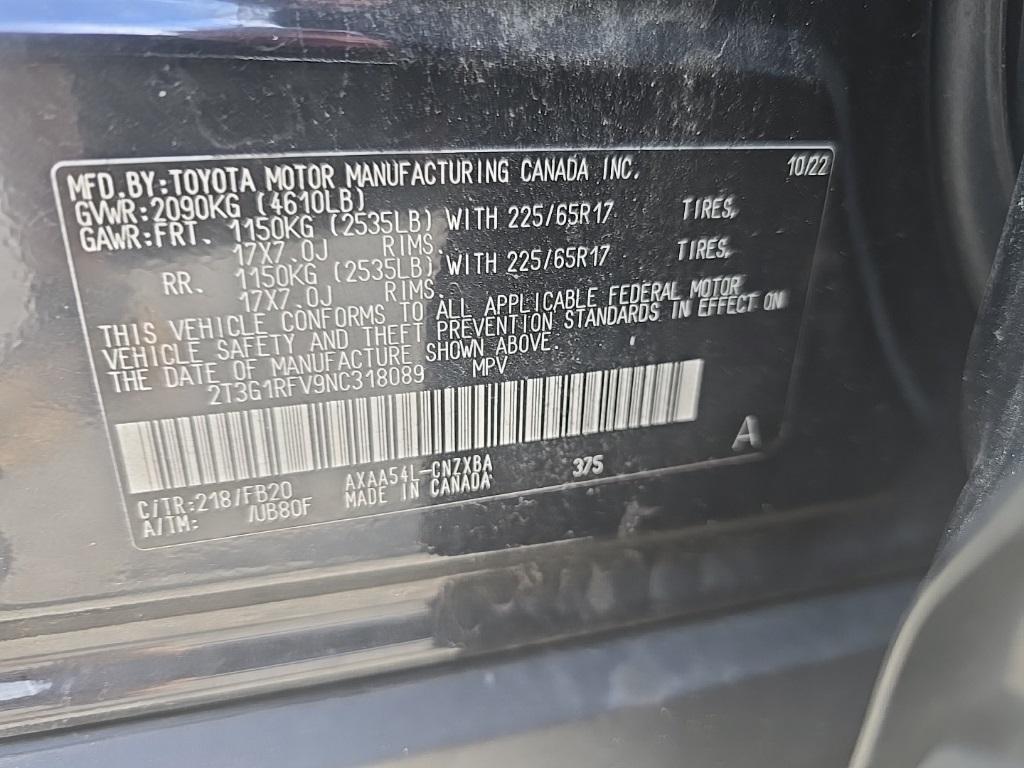 MFD.BY:TOYOTA MOTOR MANUFACTURING CANADA INC. 10/22
GVWR:2090KG (4610LB)
GAWR:FRT. 1150KG (2535LB) WITH 225/65R17 TIRES,
17X7.0J RIMS,
RR. 1150KG (2535LB) WITH 225/65R17 TIRES,
17X7.0J RIMS.
THIS VEHICLE CONFORMS TO ALL APPLICABLE FEDERAL MOTOR
VEHICLE SAFETY AND THEFT PREVENTION STANDARDS IN EFFECT ON
THE DATE OF MANUFACTURE SHOWN ABOVE.
2T3G1RFV9NC318089 MPV
A
C/TR:218/FB20 AXAA54L-CNZXBA 375
A/TM: /UB80F MADE IN CANADA